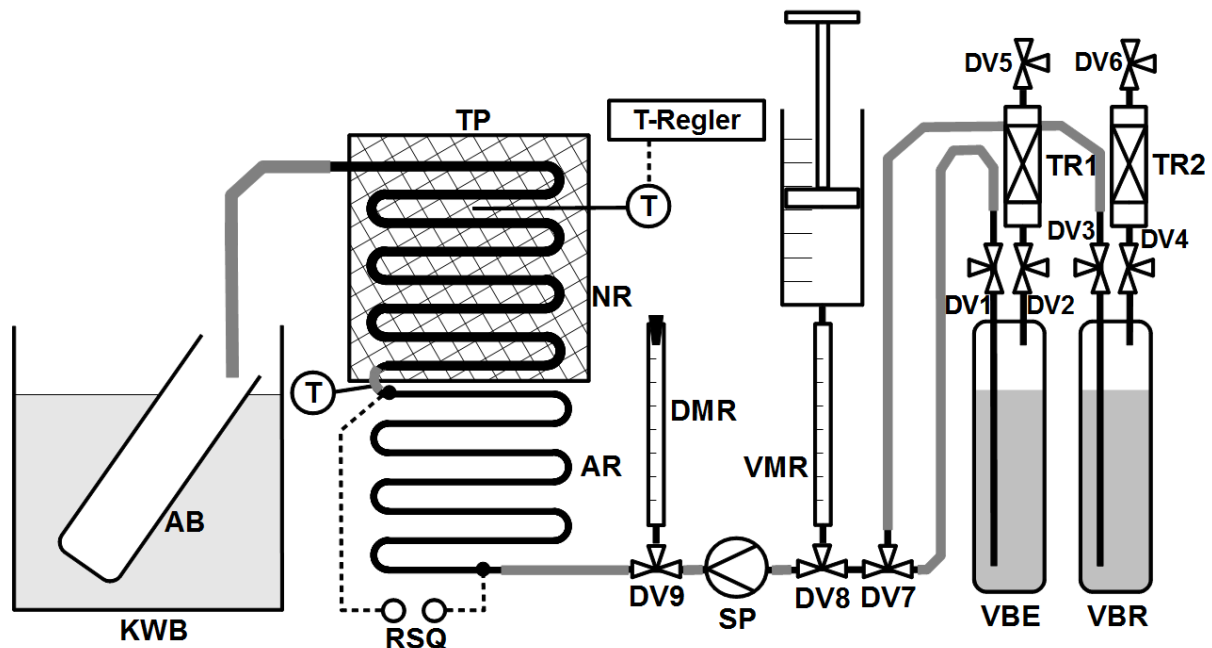 DV5
DV6
TP
T-Regler
TR1
TR2
T
DV3
DV4
NR
DV1
DV2
T
DMR
AR
VMR
AB
DV9
SP
DV8
DV7
VBE
VBR
KWB
RSQ